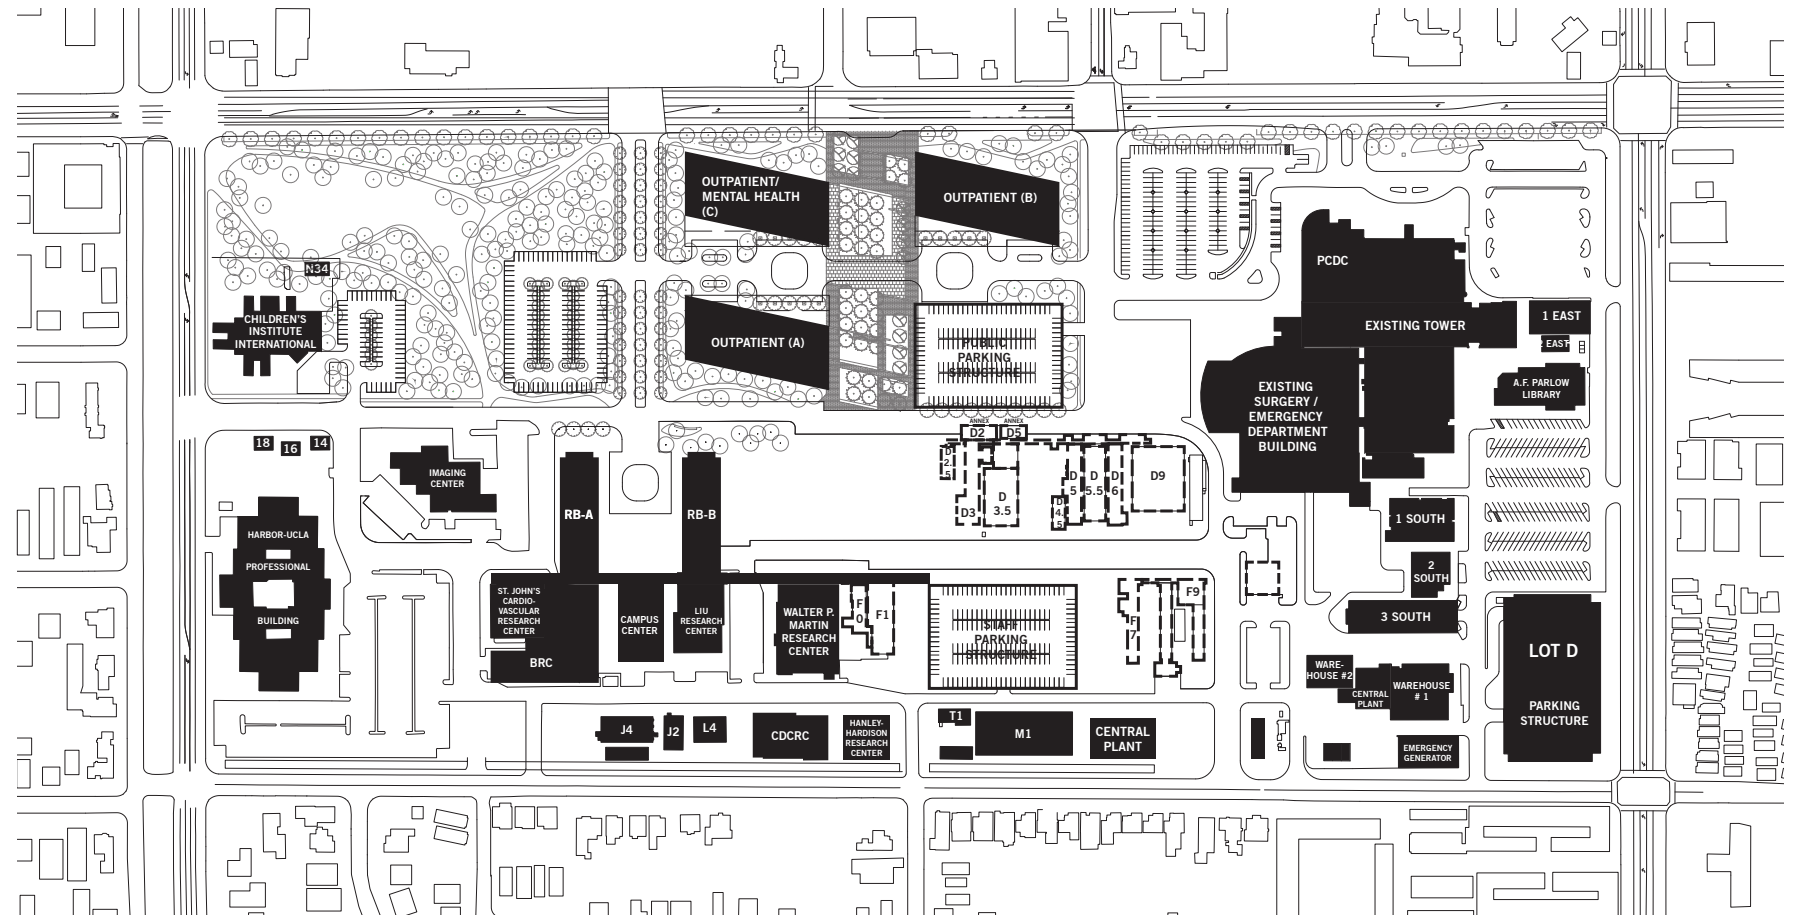 OUTPATIENT/
MENTAL HEALTH
(C)
OUTPATIENT (B)
PCDC
N34
CHILDREN'S
INSTITUTE
INTERNATIONAL
OUTPATIENT (A)
PUBLIC
PARKING
STRUCTURE
EXISTING TOWER
1 EAST
2 EAST
A.F. PARLOW
LIBRARY
EXISTING
SURGERY /
EMERGENCY
DEPARTMENT
BUILDING
18
16
14
IMAGING
CENTER
RB-A
RB-B
ANNEX
D2
ANNEX
D5
D
2.
5
D3
D
3.5
D
4.
5
D
5
D
5.5
D
6
D9
1 SOUTH
2
SOUTH
3 SOUTH
HARBOR-UCLA
PROFESSIONAL
BUILDING
ST. JOHN'S
CARDIO-
VASCULAR
RESEARCH
CENTER
BRC
CAMPUS
CENTER
LIU
RESEARCH
CENTER
WALTER P.
MARTIN
RESEARCH
CENTER
F
0
F1
STAFF
PARKING
STRUCTURE
F
7
F9
WARE-
HOUSE #2
CENTRAL
PLANT
WAREHOUSE
# 1
LOT D
PARKING
STRUCTURE
J4
J2
L4
CDCRC
HANLEY-
HARDISON
RESEARCH
CENTER
T1
M1
CENTRAL
PLANT
EMERGENCY
GENERATOR